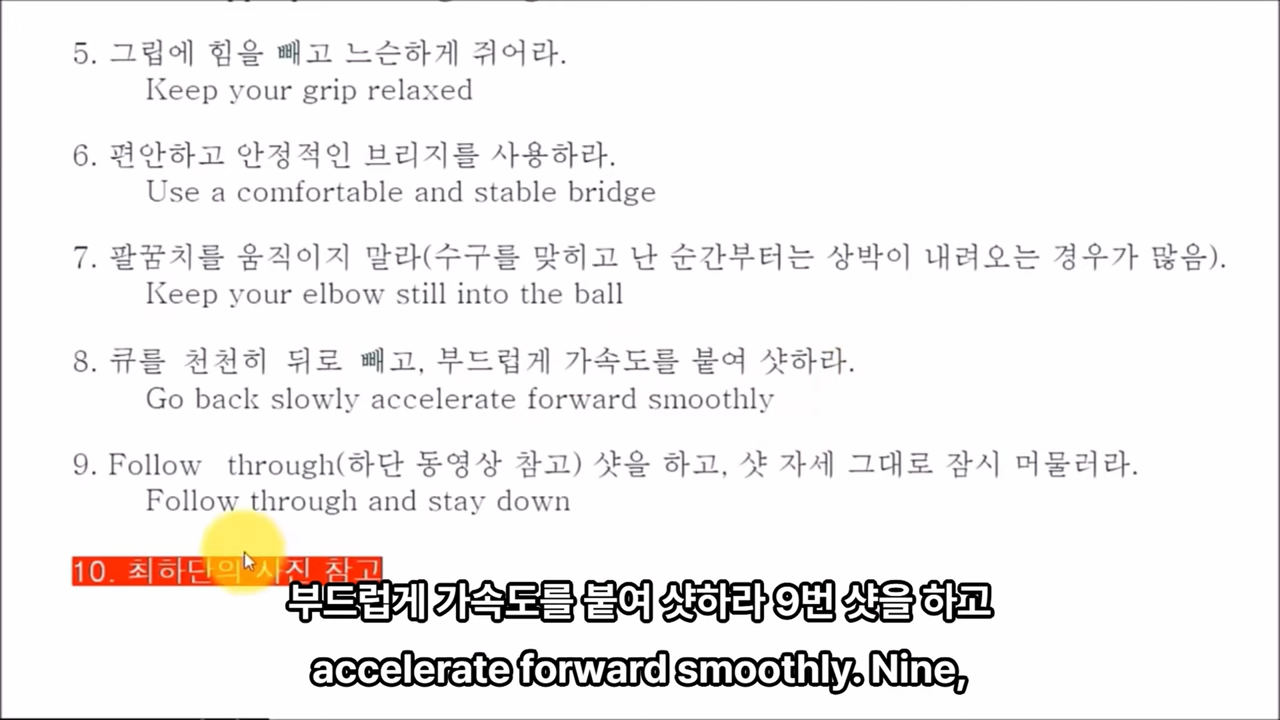 5. 그립에 힘을 빼고 느슨하게 쥐어라.
Keep your grip relaxed
6. 편안하고 안정적인 브리지를 사용하라.
Use a comfortable and stable bridge
7. 팔꿈치를 움직이지 말라(수구를 맞히고 난 순간부터는 상박이 내려오는 경우가 많음).
Keep your elbow still into the ball
8. 큐를 천천히 뒤로 빼고, 부드럽게 가속도를 붙여 샷하라.
Go back slowly accelerate forward smoothly
9. Follow through(하단 동영상 참고) 샷을 하고, 샷 자세 그대로 잠시 머물러라.
Follow through and stay down
10. 최하단의 사진 참고
부드럽게 가속도를 붙여 샷하라 9번 샷을 하고
accelerate forward smoothly. Nine,